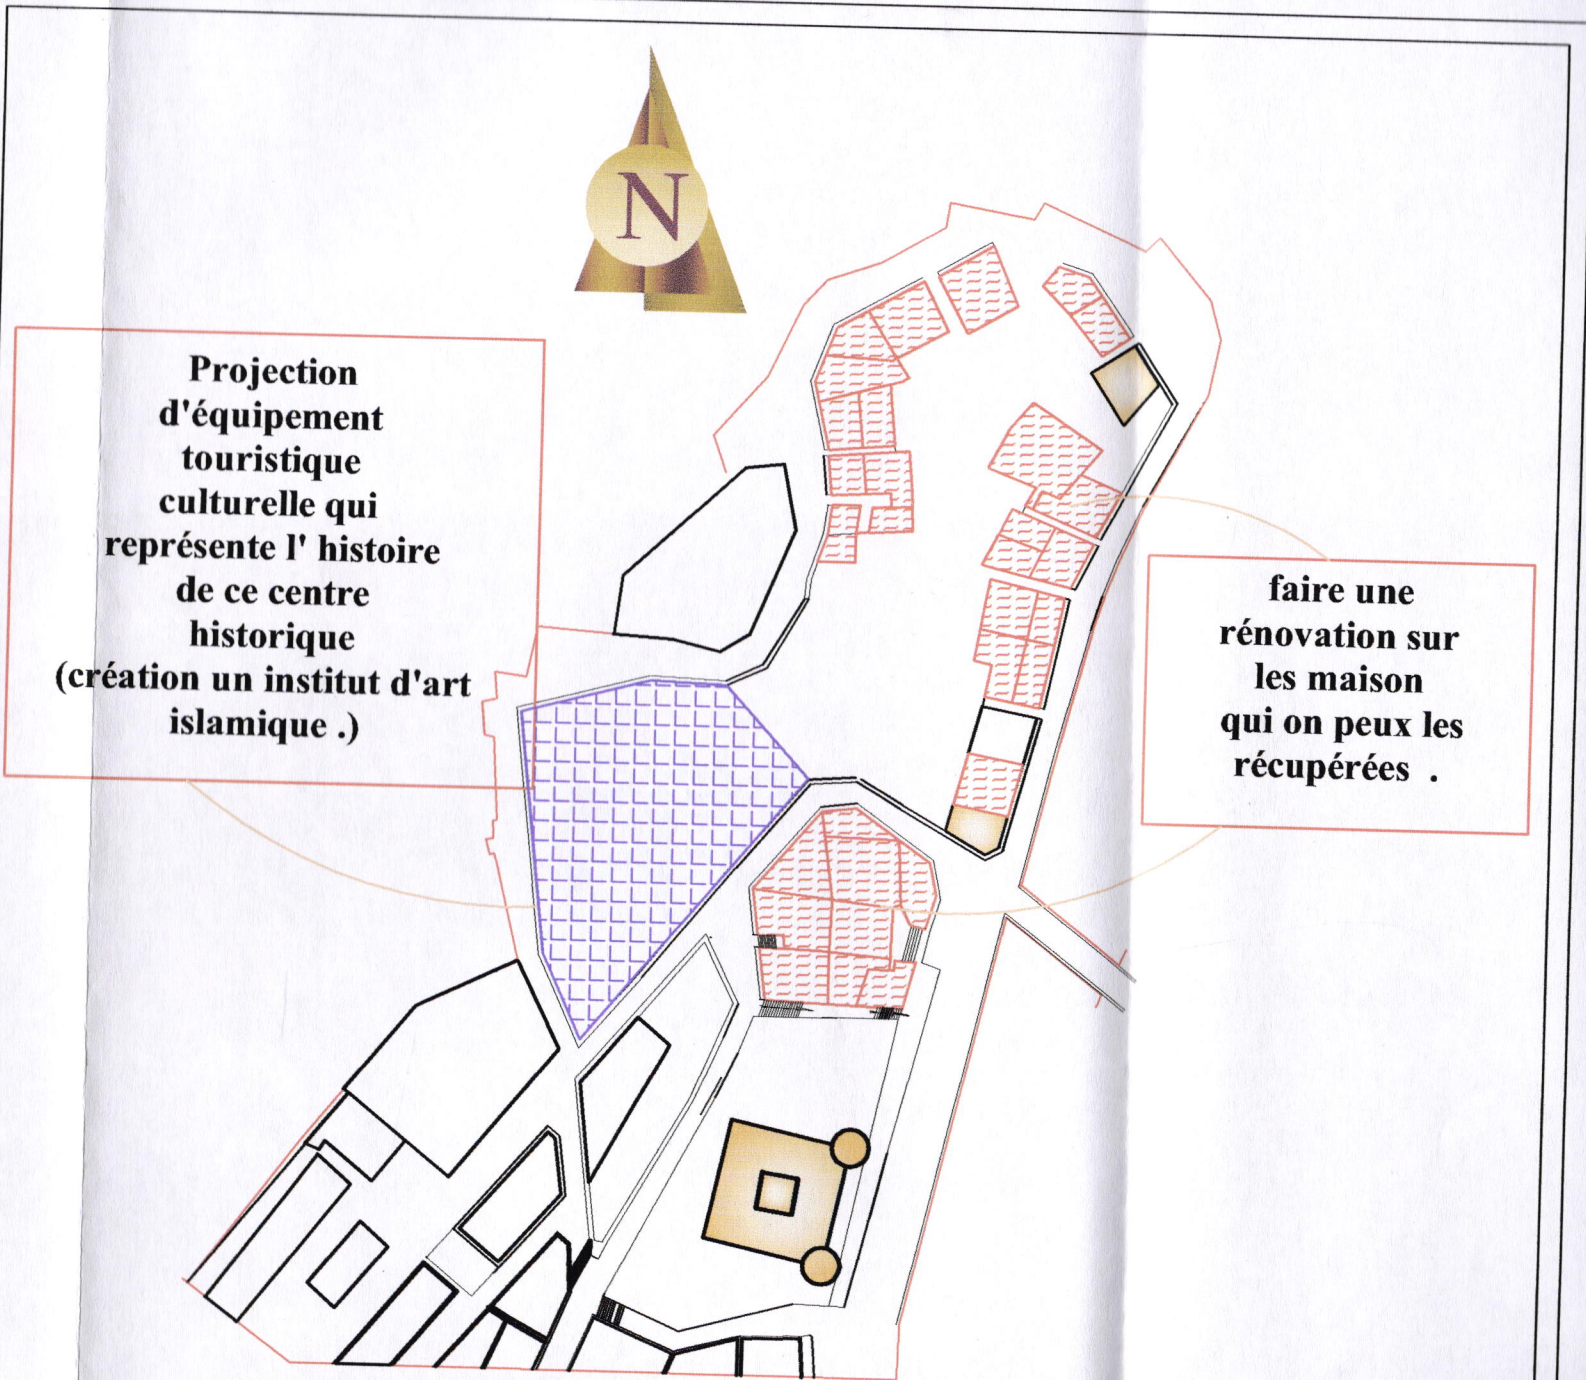 N
Projection
d'équipement
touristique
culturelle qui
représente l' histoire
de ce centre
historique
(création un institut d'art
islamique .)
faire une
rénovation sur
les maison
qui on peux les
récupérées .